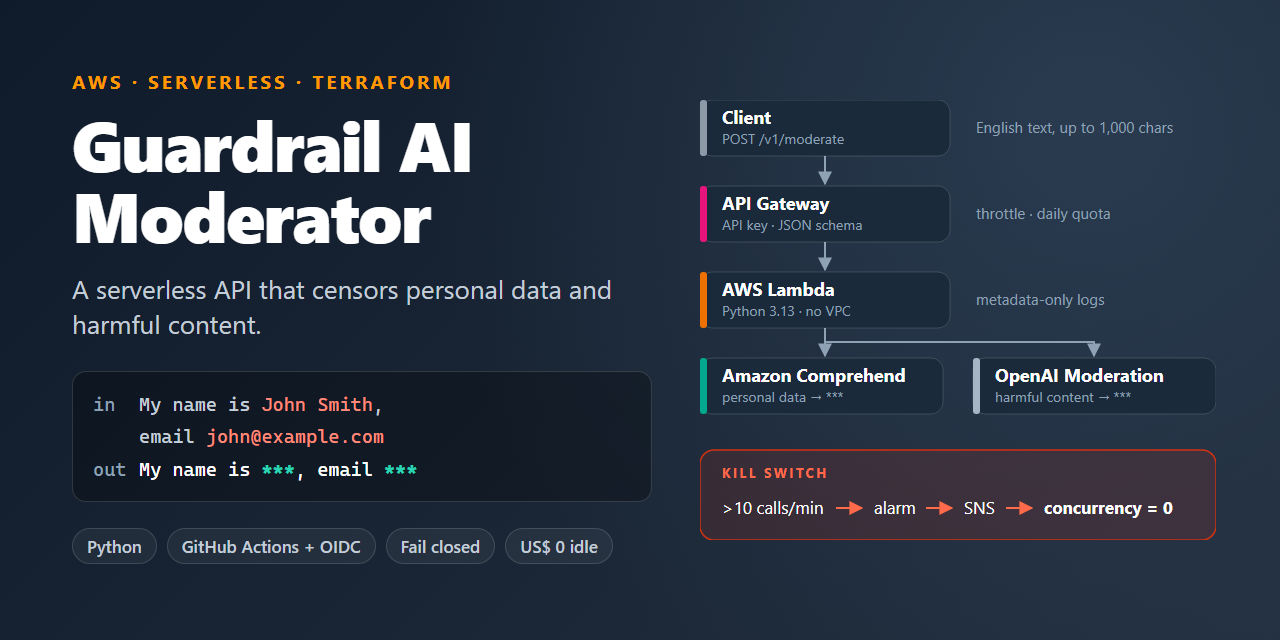 AWS · SERVERLESS · TERRAFORM
Guardrail AI
Moderator
A serverless API that censors personal data and
harmful content.
in My name is John Smith,
email john@example.com
out My name is ***, email ***
Python
GitHub Actions + OIDC
Fail closed
US$ 0 idle
Client
POST /v1/moderate
English text, up to 1,000 chars
API Gateway
API key · JSON schema
throttle · daily quota
AWS Lambda
Python 3.13 · no VPC
metadata-only logs
Amazon Comprehend
personal data → ***
OpenAI Moderation
harmful content → ***
KILL SWITCH
>10 calls/min → alarm → SNS → concurrency = 0